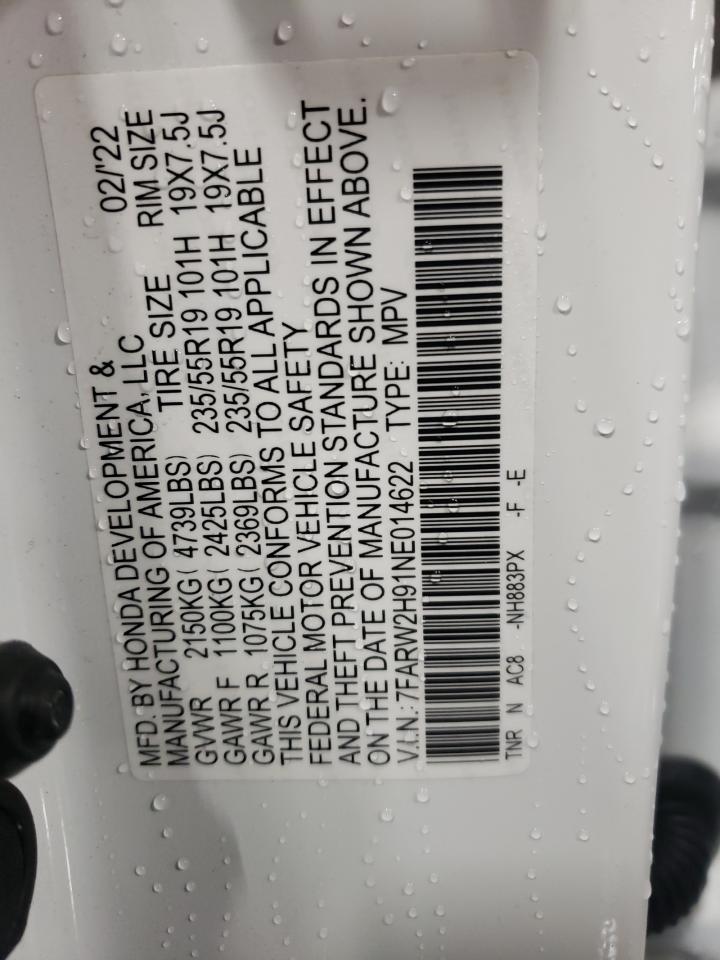 MFD. BY HONDA DEVELOPMENT & 02/'22
MANUFACTURING OF AMERICA, LLC
GVWR 2150KG( 4739LBS) TIRE SIZE RIM SIZE
GAWR F 1100KG( 2425LBS) 235/55R19 101H 19X7.5J
GAWR R 1075KG( 2369LBS) 235/55R19 101H 19X7.5J
THIS VEHICLE CONFORMS TO ALL APPLICABLE
FEDERAL MOTOR VEHICLE SAFETY
AND THEFT PREVENTION STANDARDS IN EFFECT
ON THE DATE OF MANUFACTURE SHOWN ABOVE.
V.I.N.: 7FARW2H91NE014622 TYPE: MPV
TNR N AC8 -NH883PX -F -E